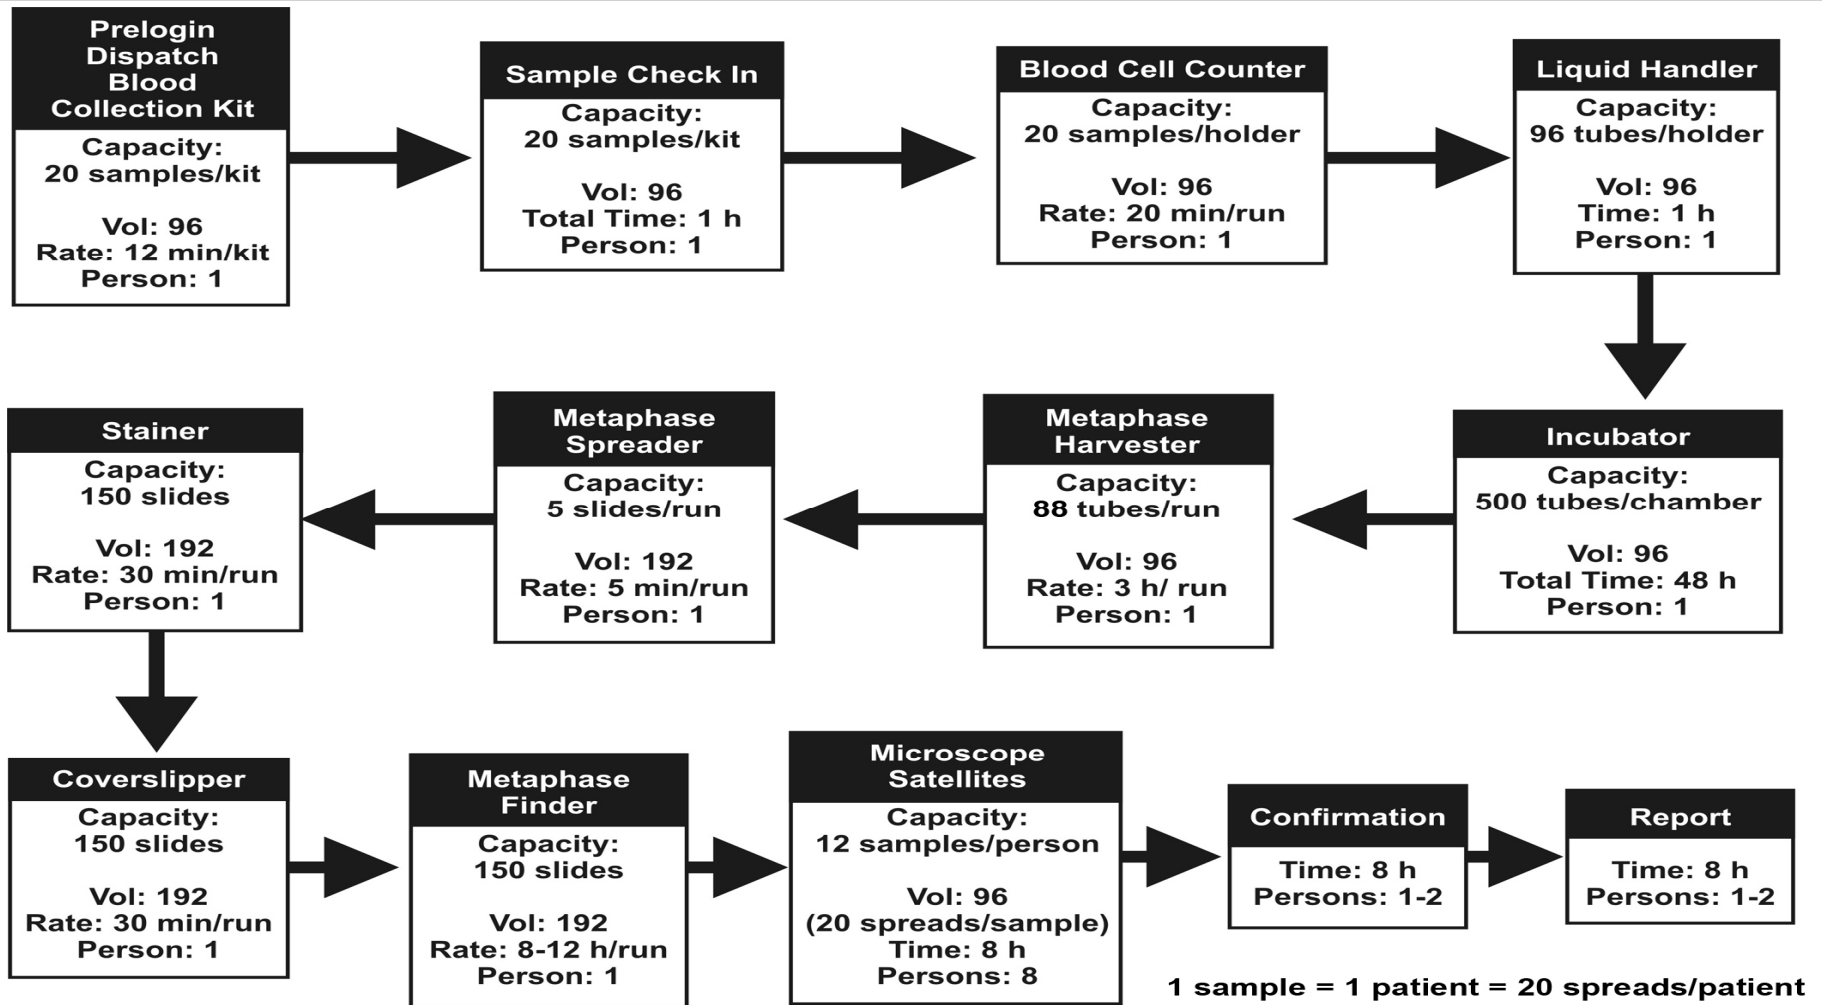 Prelogin
Dispatch
Blood
Collection Kit
Capacity:
20 samples/kit
Vol: 96
Rate: 12 min/kit
Person: 1
Sample Check In
Capacity:
20 samples/kit
Vol: 96
Total Time: 1 h
Person: 1
Blood Cell Counter
Capacity:
20 samples/holder
Vol: 96
Rate: 20 min/run
Person: 1
Liquid Handler
Capacity:
96 tubes/holder
Vol: 96
Time: 1 h
Person: 1
Incubator
Capacity:
500 tubes/chamber
Vol: 96
Total Time: 48 h
Person: 1
Metaphase
Harvester
Capacity:
88 tubes/run
Vol: 96
Rate: 3 h/ run
Person: 1
Metaphase
Spreader
Capacity:
5 slides/run
Vol: 192
Rate: 5 min/run
Person: 1
Stainer
Capacity:
150 slides
Vol: 192
Rate: 30 min/run
Person: 1
Coverslipper
Capacity:
150 slides
Vol: 192
Rate: 30 min/run
Person: 1
Metaphase
Finder
Capacity:
150 slides
Vol: 192
Rate: 8-12 h/run
Person: 1
Microscope
Satellites
Capacity:
12 samples/person
Vol: 96
(20 spreads/sample)
Time: 8 h
Persons: 8
Confirmation
Time: 8 h
Persons: 1-2
Report
Time: 8 h
Persons: 1-2
1 sample = 1 patient = 20 spreads/patient